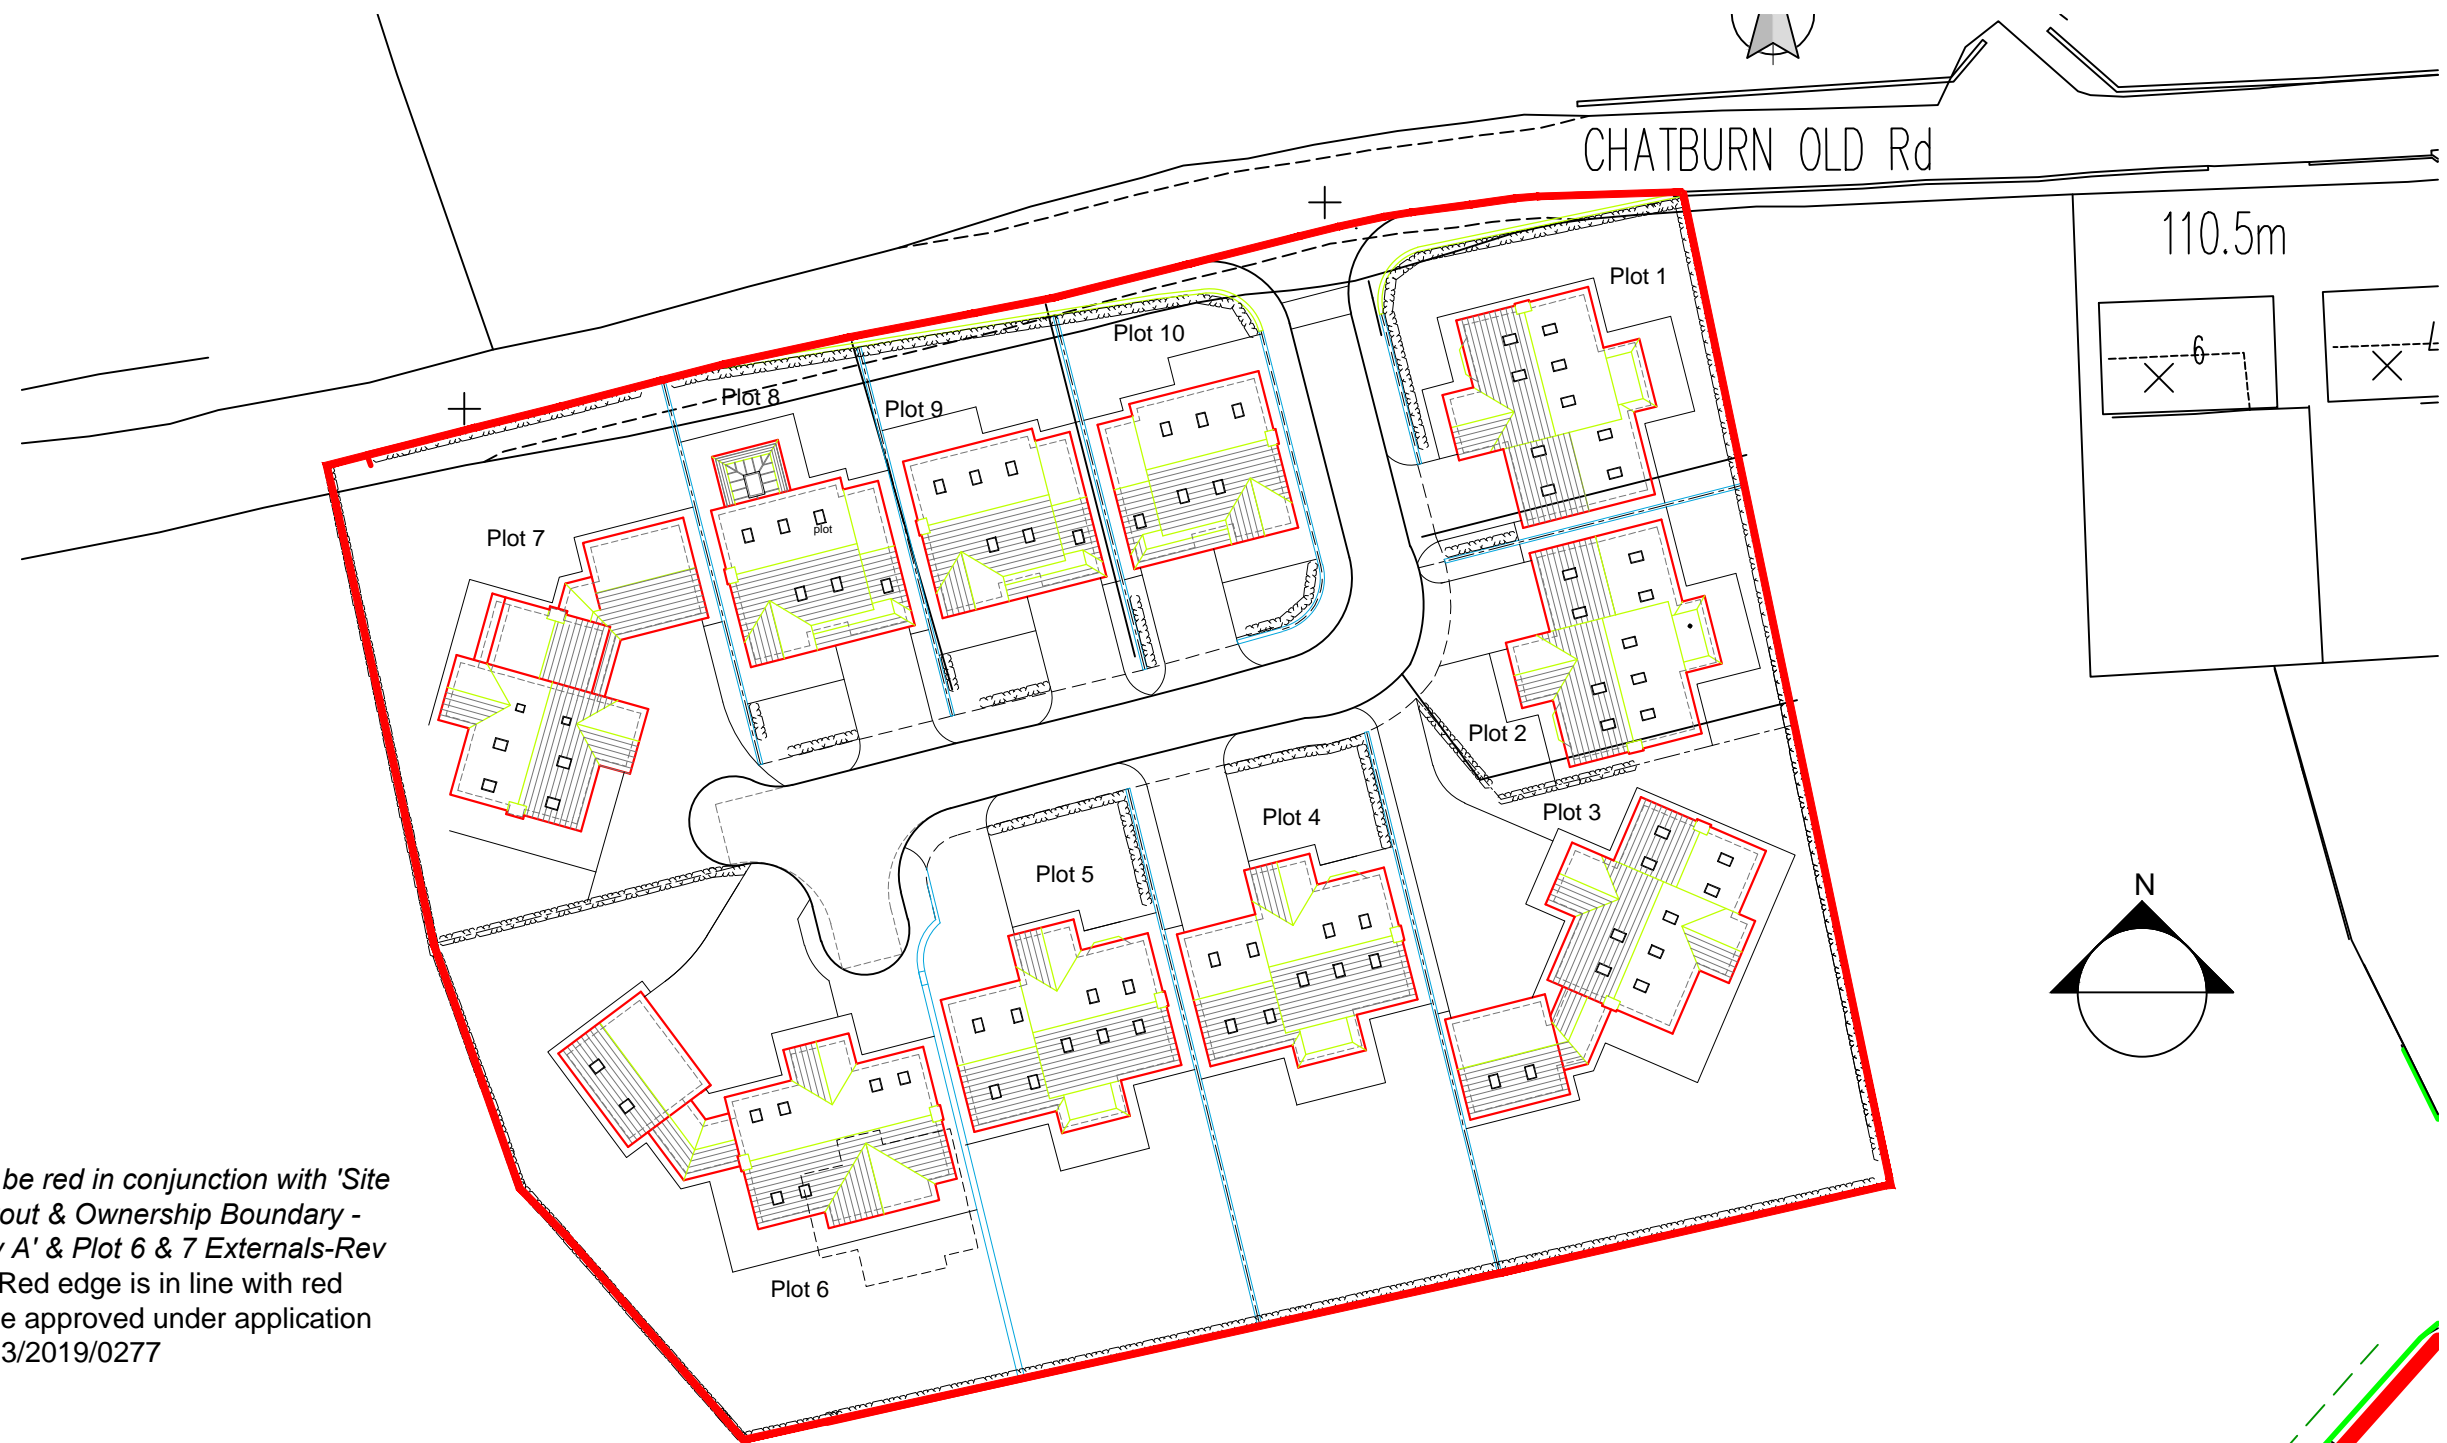 CHATBURN OLD Rd
110.5m
Plot 1
Plot 10
Plot 8
Plot 9
6
plot
Plot 7
Plot 2
Plot 3
Plot 4
Plot 5
N
Plot 6
be red in conjunction with 'Site
out & Ownership Boundary -
A' & Plot 6 & 7 Externals-Rev
Red edge is in line with red
e approved under application
3/2019/0277